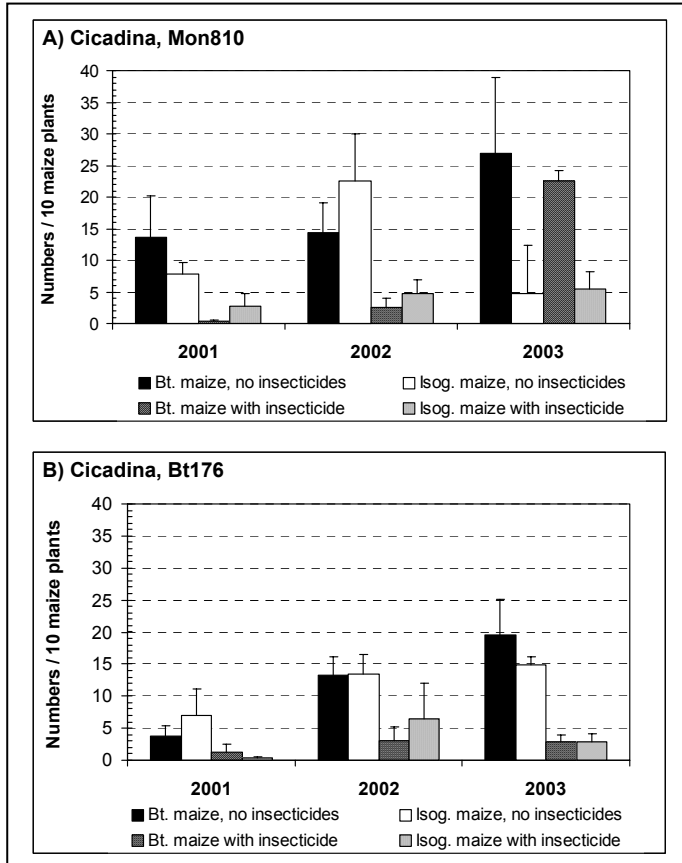 A) Cicadina, Mon810
Numbers / 10 maize plants
40
35
30
25
20
15
10
5
0
2001 2002 2003
Bt. maize, no insecticides Isog. maize, no insecticides
Bt. maize with insecticide Isog. maize with insecticide
B) Cicadina, Bt176
Numbers / 10 maize plants
40
35
30
25
20
15
10
5
0
2001 2002 2003
Bt. maize, no insecticides Isog. maize, no insecticides
Bt. maize with insecticide Isog. maize with insecticide